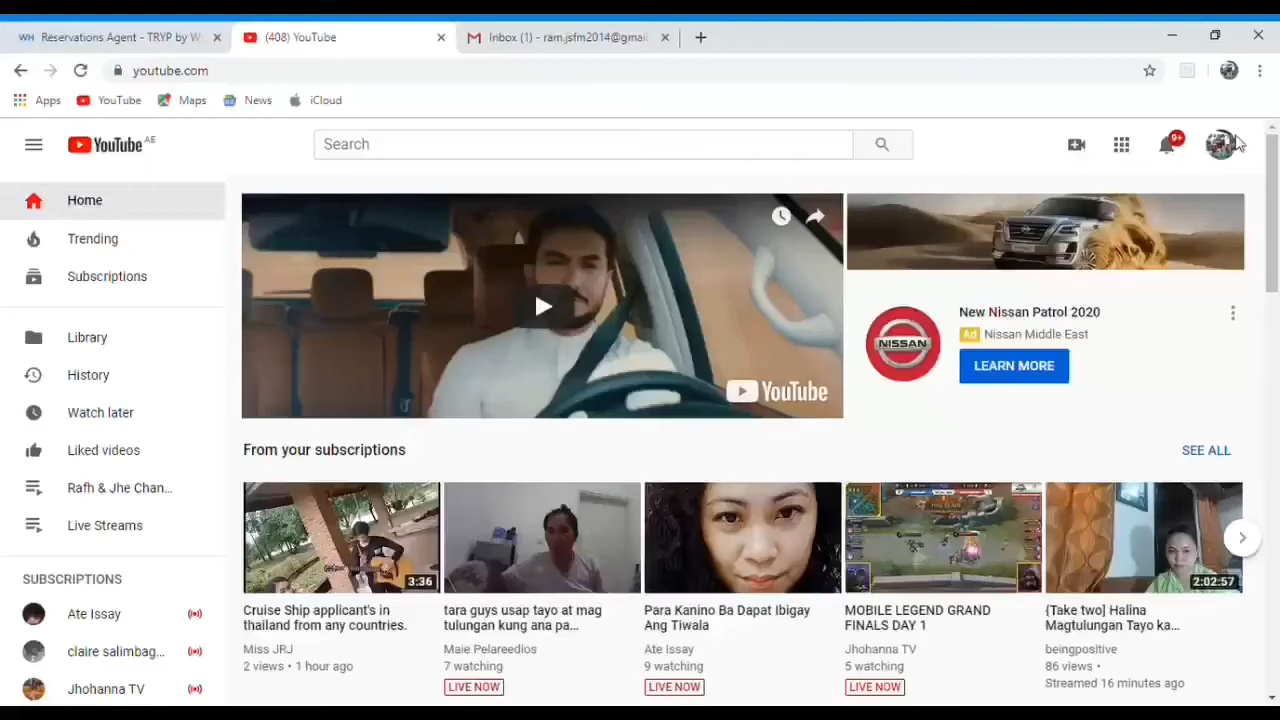 WH Reservations Agent - TRYP by W
(408) YouTube
Inbox (1) - ram.jsfm2014@gmai
youtube.com
Apps
YouTube
Maps
News
iCloud
YouTube AE
Search
9+
Home
Trending
Subscriptions
Library
History
Watch later
Liked videos
Rafh & Jhe Chan...
Live Streams
SUBSCRIPTIONS
Ate Issay
claire salimbag...
Jhohanna TV
YouTube
NISSAN
New Nissan Patrol 2020
Ad Nissan Middle East
LEARN MORE
From your subscriptions
SEE ALL
3:36
Cruise Ship applicant's in
thailand from any countries.
Miss JRJ
2 views • 1 hour ago
tara guys usap tayo at mag
tulungan kung ana pa...
Maie Pelareedios
7 watching
LIVE NOW
Para Kanino Ba Dapat Ibigay
Ang Tiwala
Ate Issay
9 watching
LIVE NOW
MOBILE LEGEND GRAND
FINALS DAY 1
Jhohanna TV
5 watching
LIVE NOW
2:02:57
{Take two] Halina
Magtulungan Tayo ka...
beingpositive
86 views •
Streamed 16 minutes ago